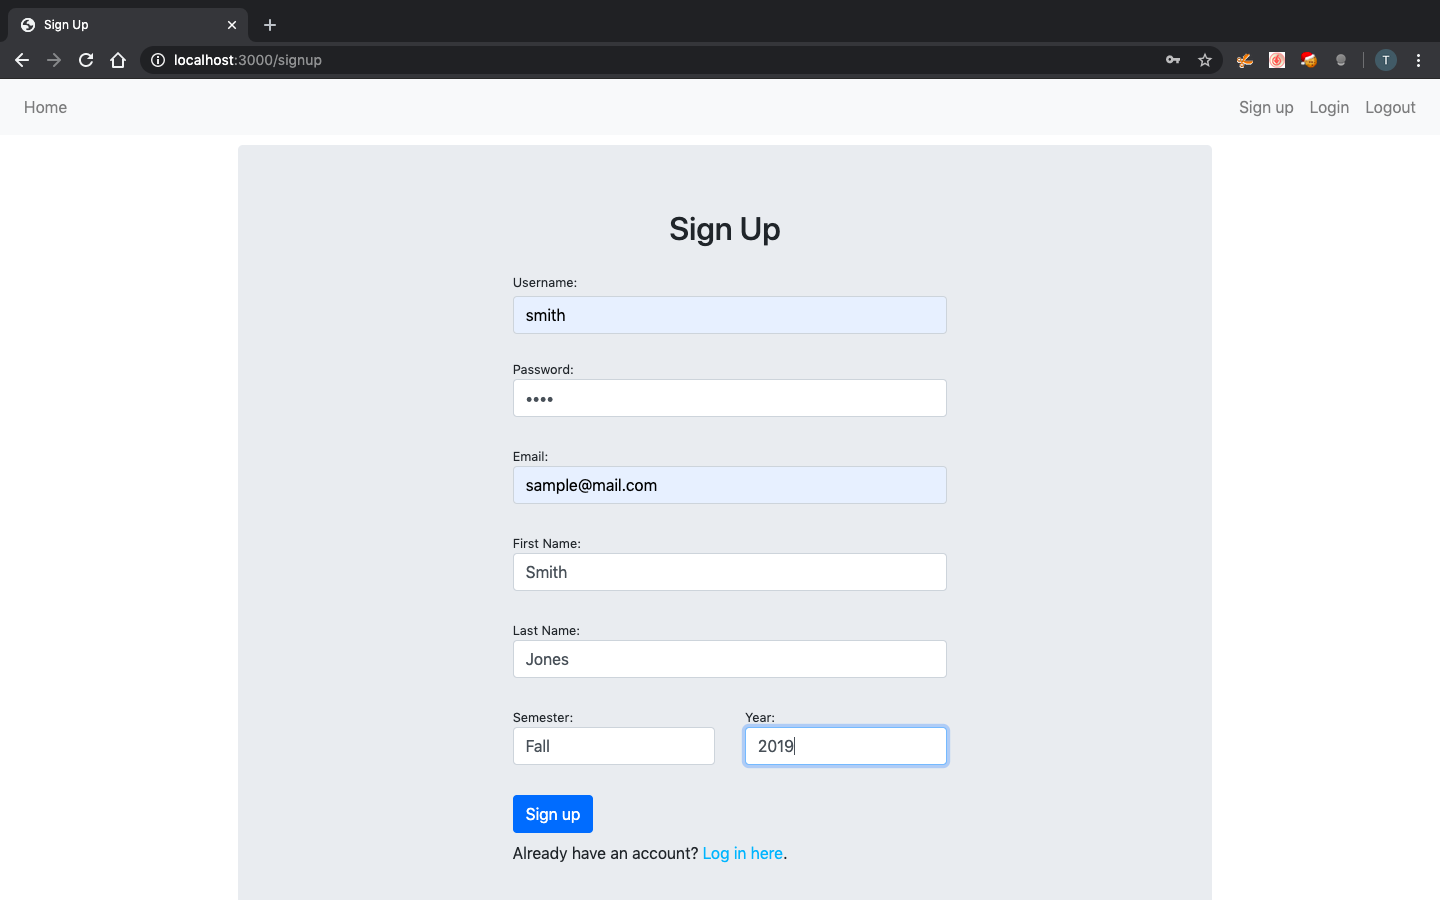 Sign Up
localhost:3000/signup
T
Home
Sign up Login Logout
Sign Up
Username:
smith
Password:
••••
Email:
sample@mail.com
First Name:
Smith
Last Name:
Jones
Semester: Year:
Fall 2019
Sign up
Already have an account? Log in here.